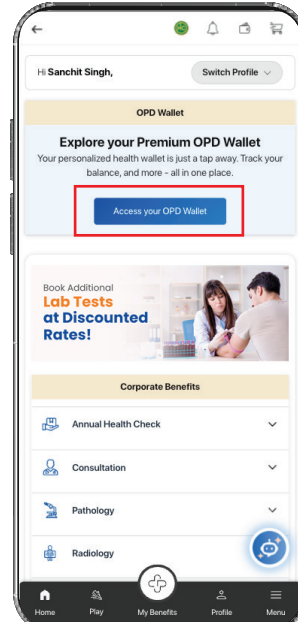 Hi Sanchit Singh,
Switch Profile
OPD Wallet
Explore your Premium OPD Wallet
Your personalized health wallet is just a tap away. Track your
balance, and more - all in one place.
Access your OPD Wallet
Book Additional
Lab Tests
at Discounted
Rates!
Corporate Benefits
Annual Health Check
Consultation
Pathology
Radiology
Home Play My Benefits Profile Menu